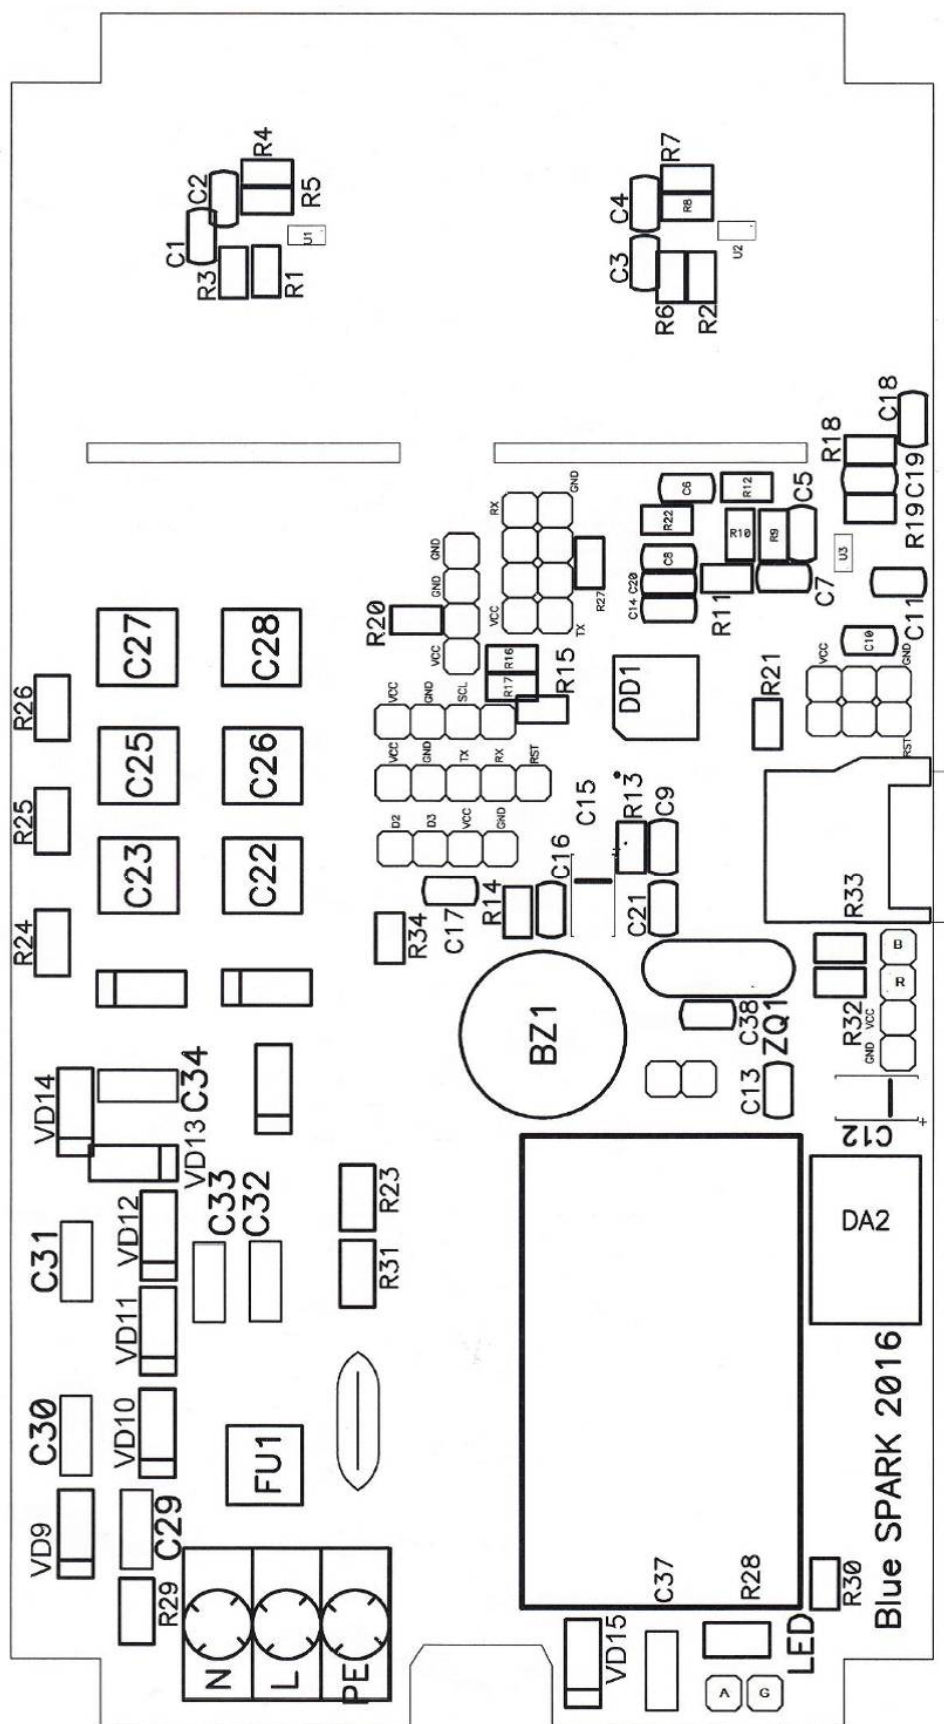 R4
C2
R5
C1
U1
R3
R1
R7
C4
R8
U2
C3
R6
R2
C18
R18
C19
R19
C6
R12
GND
RX
R22
R10
R9
C5
GND
GND
VCC
C8
C20
C14
R27
TX
VCC
R20
R11
U3
C7
C11
C10
C27
C28
R16
R17
R15
R26
VCC
GND
SCL
DD1
R21
VCC
GND
RST
C25
C26
VCC
GND
TX
RX
RST
R25
C15
R13
C9
D2
D3
VCC
GND
C23
C22
C16
R14
C17
C21
R33
R24
R34
B
R
VCC
GND
BZ1
C38
ZQ1
R32
VD14
C34
C13
C12
+
VD13
VD12
C33
C32
R23
C31
R31
DA2
VD11
C30
VD10
FU1
Blue SPARK 2016
VD9
C29
R29
C37
R28
R30
N
L
PE
VD15
LED
A
G